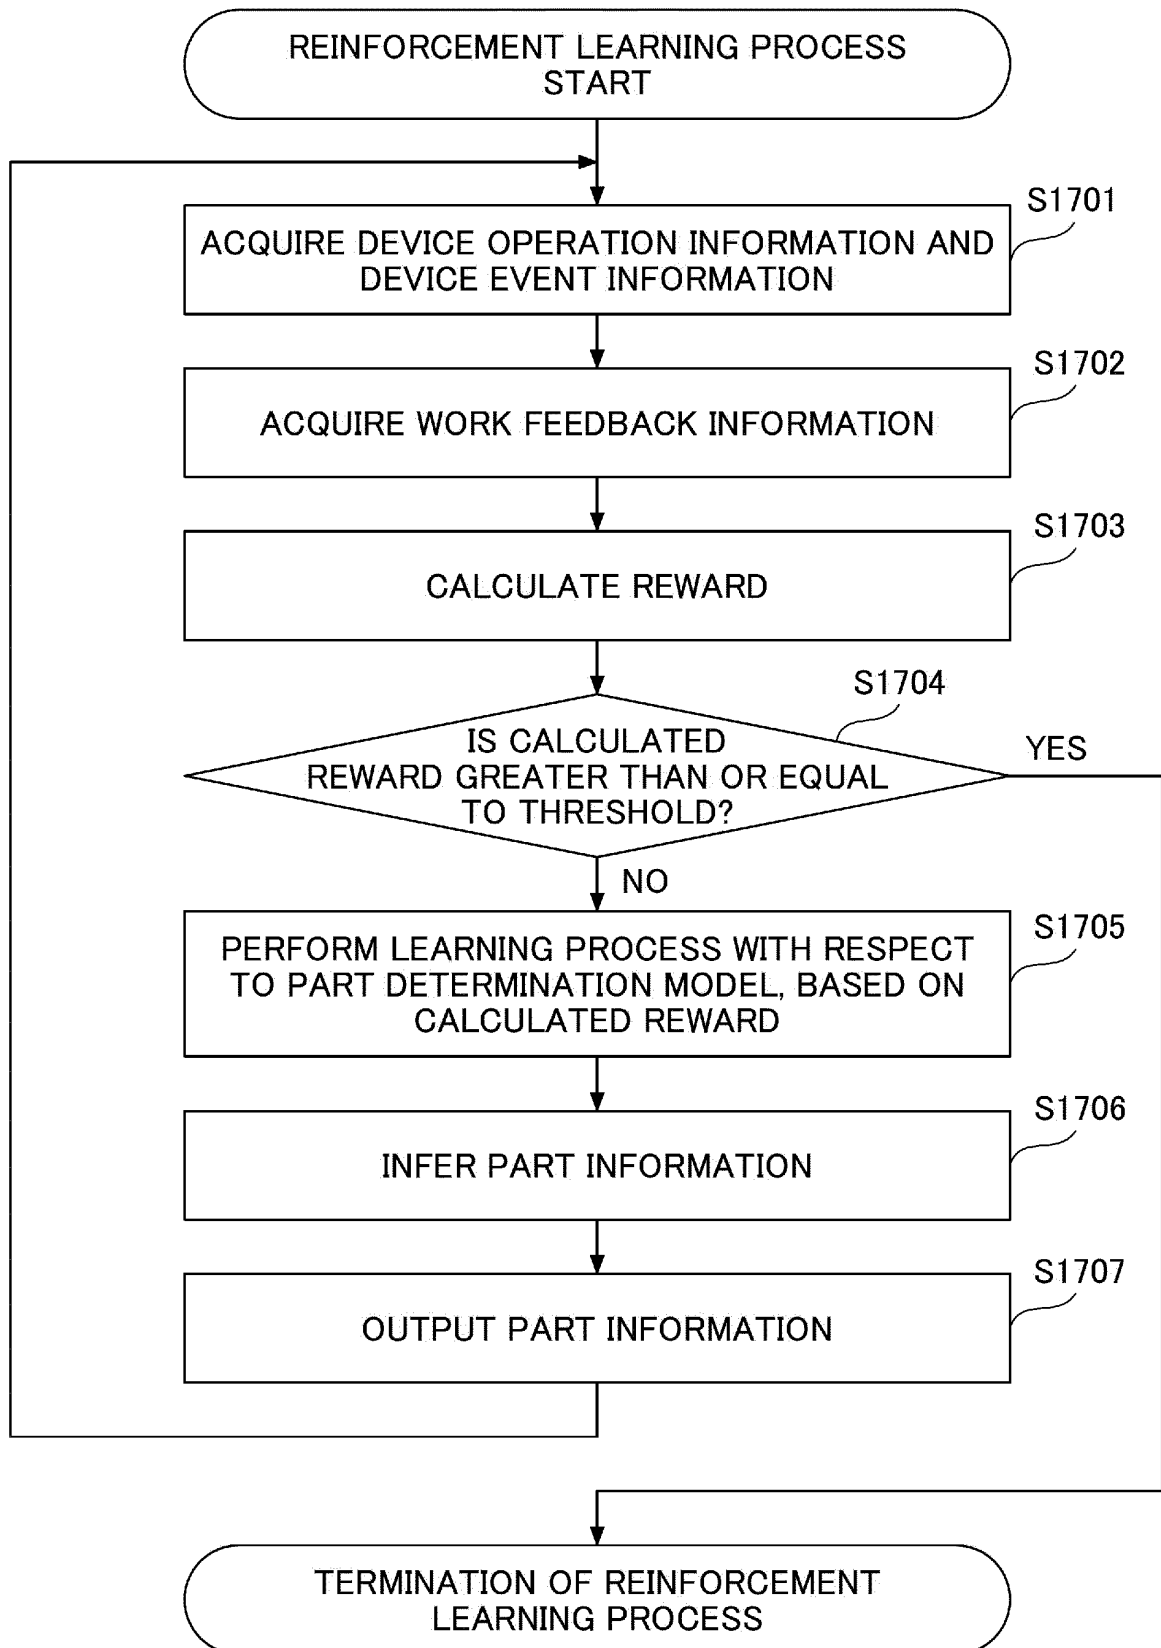 REINFORCEMENT LEARNING PROCESS
START
S1701
ACQUIRE DEVICE OPERATION INFORMATION AND
DEVICE EVENT INFORMATION
S1702
ACQUIRE WORK FEEDBACK INFORMATION
S1703
CALCULATE REWARD
S1704
IS CALCULATED
REWARD GREATER THAN OR EQUAL
TO THRESHOLD?
YES
NO
S1705
PERFORM LEARNING PROCESS WITH RESPECT
TO PART DETERMINATION MODEL, BASED ON
CALCULATED REWARD
S1706
INFER PART INFORMATION
S1707
OUTPUT PART INFORMATION
TERMINATION OF REINFORCEMENT
LEARNING PROCESS